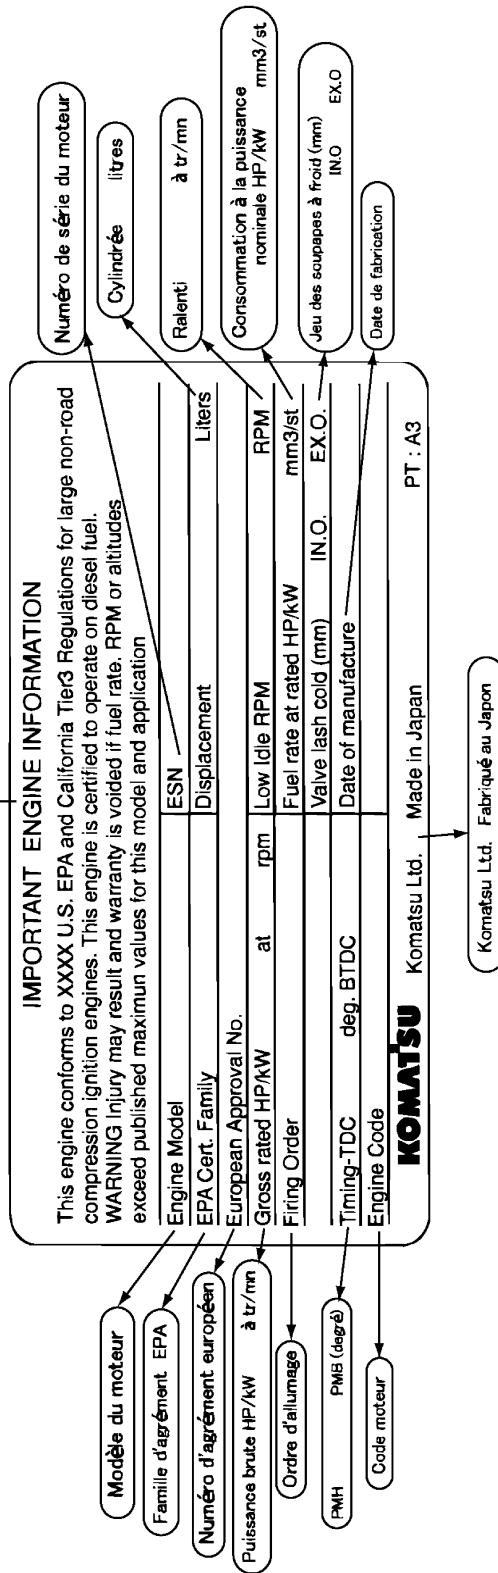 IMPORTANT ENGINE INFORMATION
This engine conforms to XXXX U.S. EPA and California Tier3 Regulations for large non-road
compression ignition engines. This engine is certified to operate on diesel fuel.
WARNING Injury may result and warranty is voided if fuel rate. RPM or altitudes
exceed published maximun values for this model and application
Engine Model ESN
EPA Cert. Family Displacement Liters
European Approval No.
Gross rated HP/kW at rpm Low Idle RPM RPM
Firing Order Fuel rate at rated HP/kW mm3/st
Valve lash cold (mm) IN.O. EX.O.
Timing-TDC deg. BTDC Date of manufacture
Engine Code
KOMATSU Komatsu Ltd. Made in Japan PT : A3
Modèle du moteur
Famille d'agrément EPA
Numéro d'agrément européen
Puissance brute HP/kW à tr/mn
Ordre d'allumage
PMH PMB (degré)
Code moteur
Numéro de série du moteur
Cylindrée litres
Ralenti à tr/mn
Consommation à la puissance
nominale HP/kW mm3/st
Jeu des soupapes à froid (mm)
IN.O EX.O
Date de fabrication
Komatsu Ltd. Fabriqué au Japon